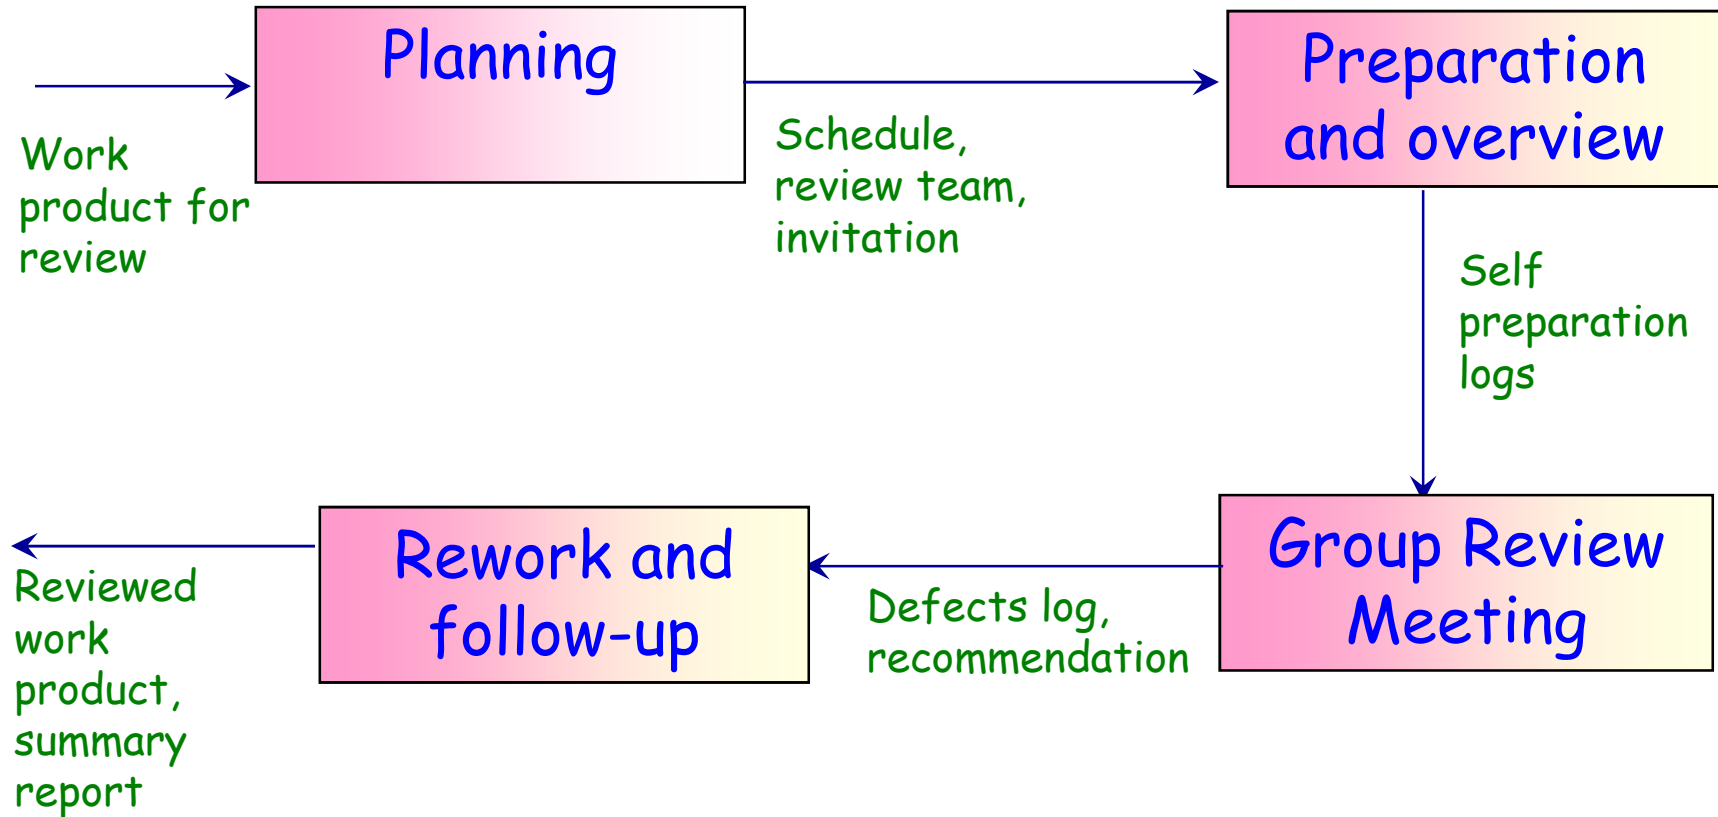 Planning
Preparation
and overview
Work
product for
review
Schedule,
review team,
invitation
Self
preparation
logs
Group Review
Meeting
Defects log,
recommendation
Rework and
follow-up
Reviewed
work
product,
summary
report